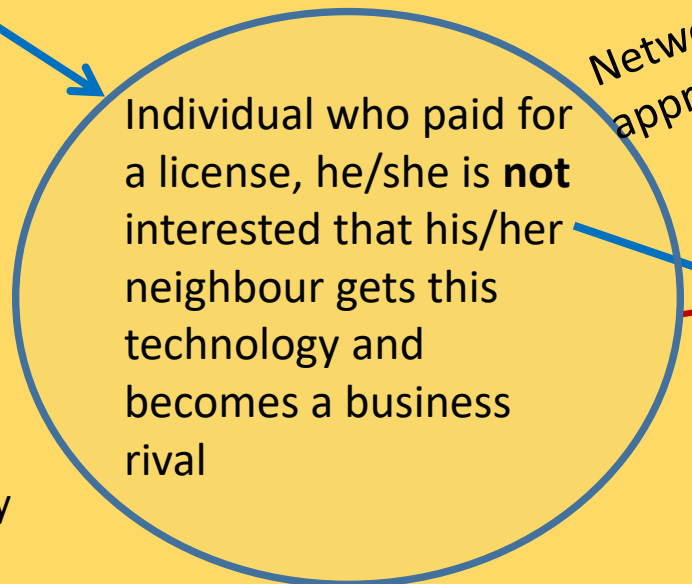 Individual who paid for
a license, he/she is not
interested that his/her
neighbour gets this
technology and
becomes a business
rival